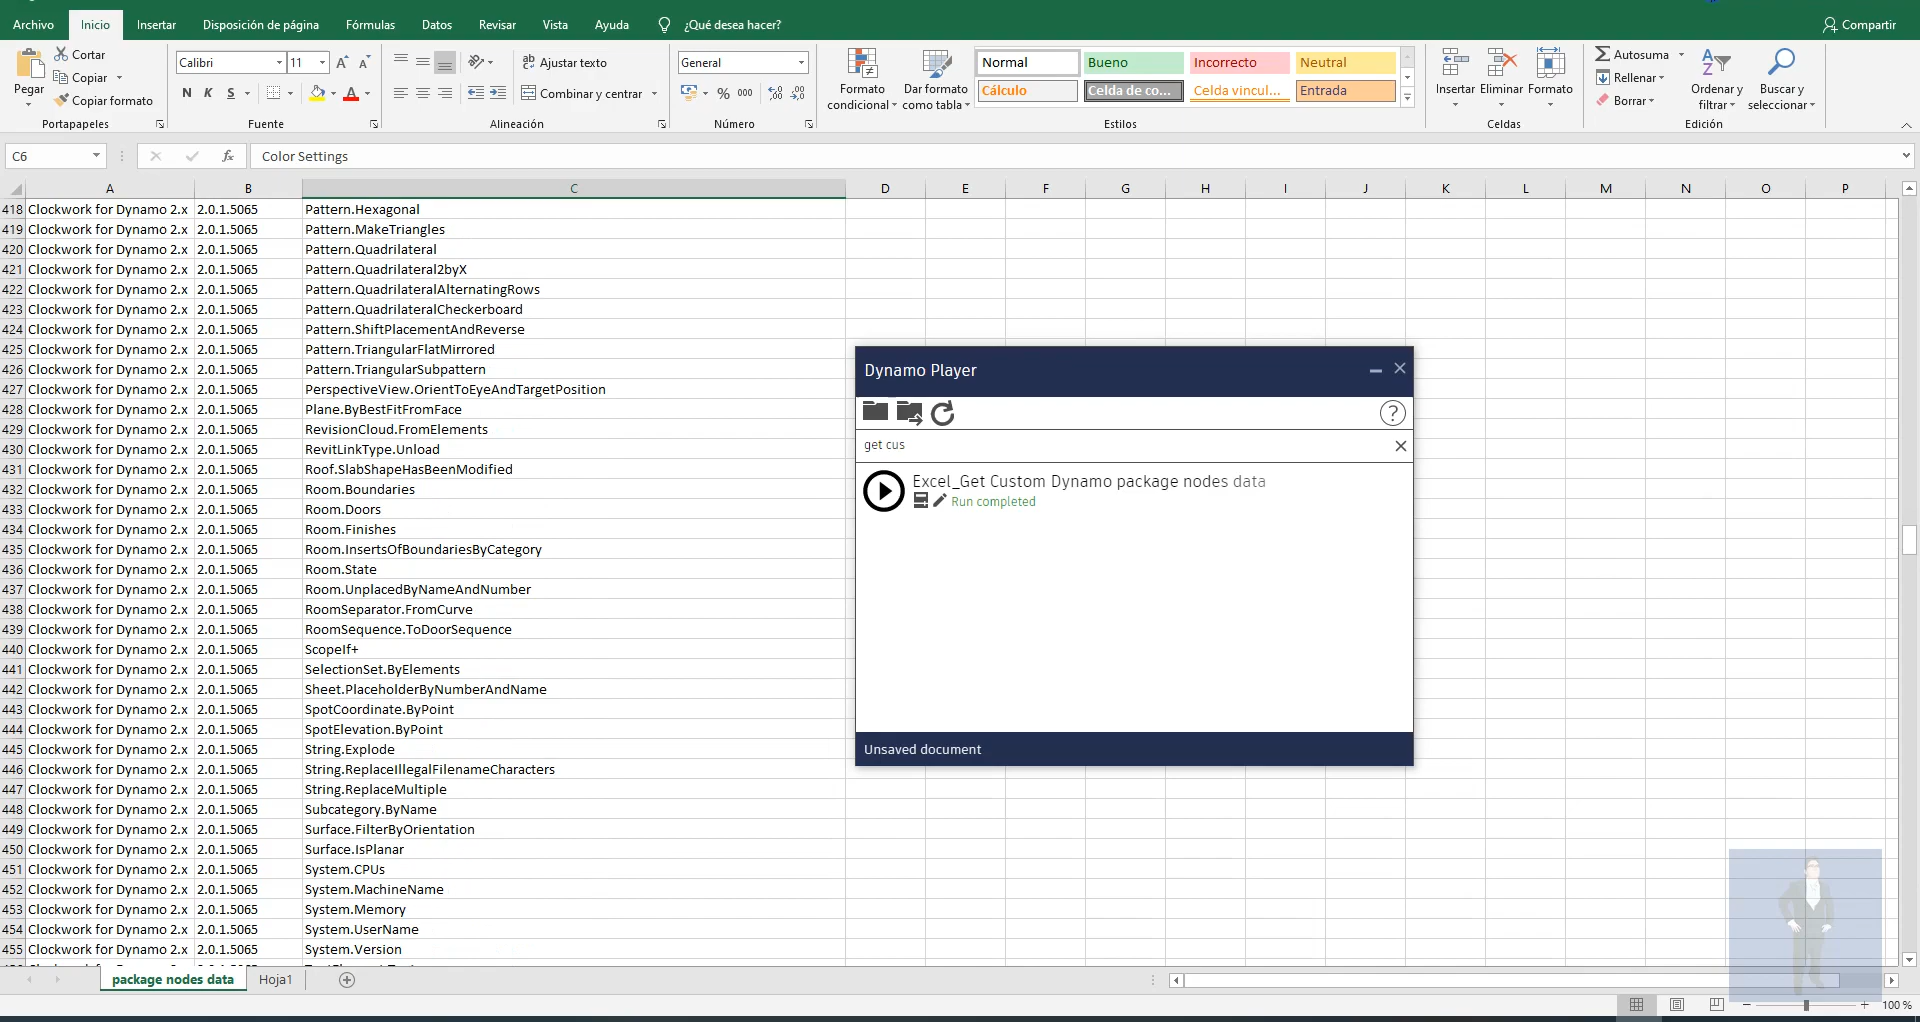 Archivo Inicio Insertar Disposición de página Fórmulas Datos Revisar Vista Ayuda ¿Qué desea hacer? Compartir
Pegar
Cortar
Copiar
Copiar formato
Portapapeles
Calibri 11
N K S
Fuente
Ajustar texto
Combinar y centrar
Alineación
General
% 000
Número
Formato condicional
Dar formato como tabla
Normal Bueno Incorrecto Neutral
Cálculo Celda de co... Celda vincul... Entrada
Estilos
Insertar Eliminar Formato
Celdas
Autosuma
Rellenar
Borrar
Ordenar y filtrar
Buscar y seleccionar
Edición
C6 fx Color Settings
A B C D E F G H I J K L M N O P
418 Clockwork for Dynamo 2.x 2.0.1.5065 Pattern.Hexagonal
419 Clockwork for Dynamo 2.x 2.0.1.5065 Pattern.MakeTriangles
420 Clockwork for Dynamo 2.x 2.0.1.5065 Pattern.Quadrilateral
421 Clockwork for Dynamo 2.x 2.0.1.5065 Pattern.Quadrilateral2byX
422 Clockwork for Dynamo 2.x 2.0.1.5065 Pattern.QuadrilateralAlternatingRows
423 Clockwork for Dynamo 2.x 2.0.1.5065 Pattern.QuadrilateralCheckerboard
424 Clockwork for Dynamo 2.x 2.0.1.5065 Pattern.ShiftPlacementAndReverse
425 Clockwork for Dynamo 2.x 2.0.1.5065 Pattern.TriangularFlatMirrored
426 Clockwork for Dynamo 2.x 2.0.1.5065 Pattern.TriangularSubpattern
427 Clockwork for Dynamo 2.x 2.0.1.5065 PerspectiveView.OrientToEyeAndTargetPosition
428 Clockwork for Dynamo 2.x 2.0.1.5065 Plane.ByBestFitFromFace
429 Clockwork for Dynamo 2.x 2.0.1.5065 RevisionCloud.FromElements
430 Clockwork for Dynamo 2.x 2.0.1.5065 RevitLinkType.Unload
431 Clockwork for Dynamo 2.x 2.0.1.5065 Roof.SlabShapeHasBeenModified
432 Clockwork for Dynamo 2.x 2.0.1.5065 Room.Boundaries
433 Clockwork for Dynamo 2.x 2.0.1.5065 Room.Doors
434 Clockwork for Dynamo 2.x 2.0.1.5065 Room.Finishes
435 Clockwork for Dynamo 2.x 2.0.1.5065 Room.InsertsOfBoundariesByCategory
436 Clockwork for Dynamo 2.x 2.0.1.5065 Room.State
437 Clockwork for Dynamo 2.x 2.0.1.5065 Room.UnplacedByNameAndNumber
438 Clockwork for Dynamo 2.x 2.0.1.5065 RoomSeparator.FromCurve
439 Clockwork for Dynamo 2.x 2.0.1.5065 RoomSequence.ToDoorSequence
440 Clockwork for Dynamo 2.x 2.0.1.5065 ScopeIf+
441 Clockwork for Dynamo 2.x 2.0.1.5065 SelectionSet.ByElements
442 Clockwork for Dynamo 2.x 2.0.1.5065 Sheet.PlaceholderByNumberAndName
443 Clockwork for Dynamo 2.x 2.0.1.5065 SpotCoordinate.ByPoint
444 Clockwork for Dynamo 2.x 2.0.1.5065 SpotElevation.ByPoint
445 Clockwork for Dynamo 2.x 2.0.1.5065 String.Explode
446 Clockwork for Dynamo 2.x 2.0.1.5065 String.ReplaceIllegalFilenameCharacters
447 Clockwork for Dynamo 2.x 2.0.1.5065 String.ReplaceMultiple
448 Clockwork for Dynamo 2.x 2.0.1.5065 Subcategory.ByName
449 Clockwork for Dynamo 2.x 2.0.1.5065 Surface.FilterByOrientation
450 Clockwork for Dynamo 2.x 2.0.1.5065 Surface.IsPlanar
451 Clockwork for Dynamo 2.x 2.0.1.5065 System.CPUs
452 Clockwork for Dynamo 2.x 2.0.1.5065 System.MachineName
453 Clockwork for Dynamo 2.x 2.0.1.5065 System.Memory
454 Clockwork for Dynamo 2.x 2.0.1.5065 System.UserName
455 Clockwork for Dynamo 2.x 2.0.1.5065 System.Version
Dynamo Player
?
get cus
Excel_Get Custom Dynamo package nodes data
Run completed
Unsaved document
package nodes data Hoja1
100 %